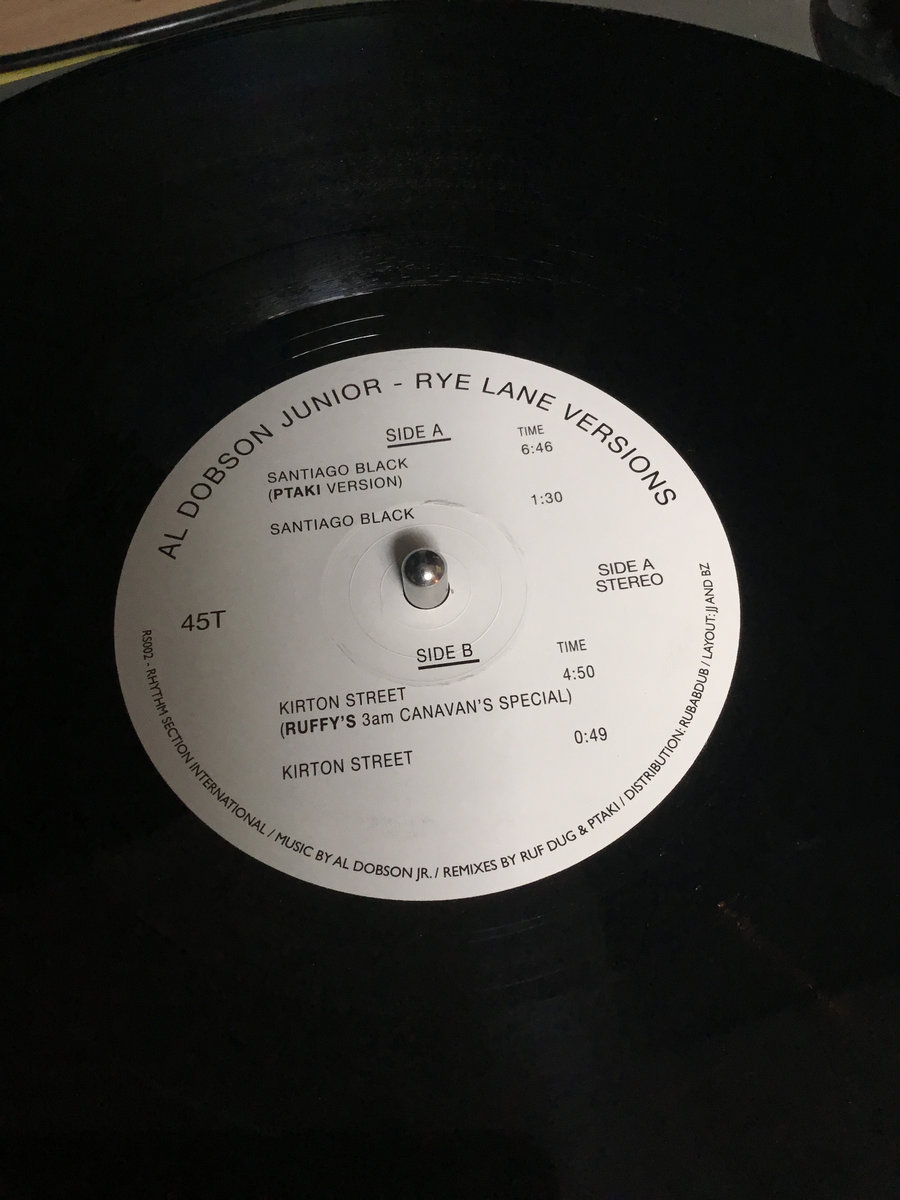 AL DOBSON JUNIOR - RYE LANE VERSIONS
SIDE A
TIME
SANTIAGO BLACK
(PTAKI VERSION)
6:46
SANTIAGO BLACK
1:30
SIDE A
STEREO
45T
SIDE B
TIME
KIRTON STREET
(RUFFY'S 3am CANAVAN'S SPECIAL)
4:50
KIRTON STREET
0:49
RS002 - RHYTHM SECTION INTERNATIONAL / MUSIC BY AL DOBSON JR. / REMIXES BY RUF DUG & PTAKI / DISTRIBUTION: RUBABDUB / LAYOUT: JJ AND BZ